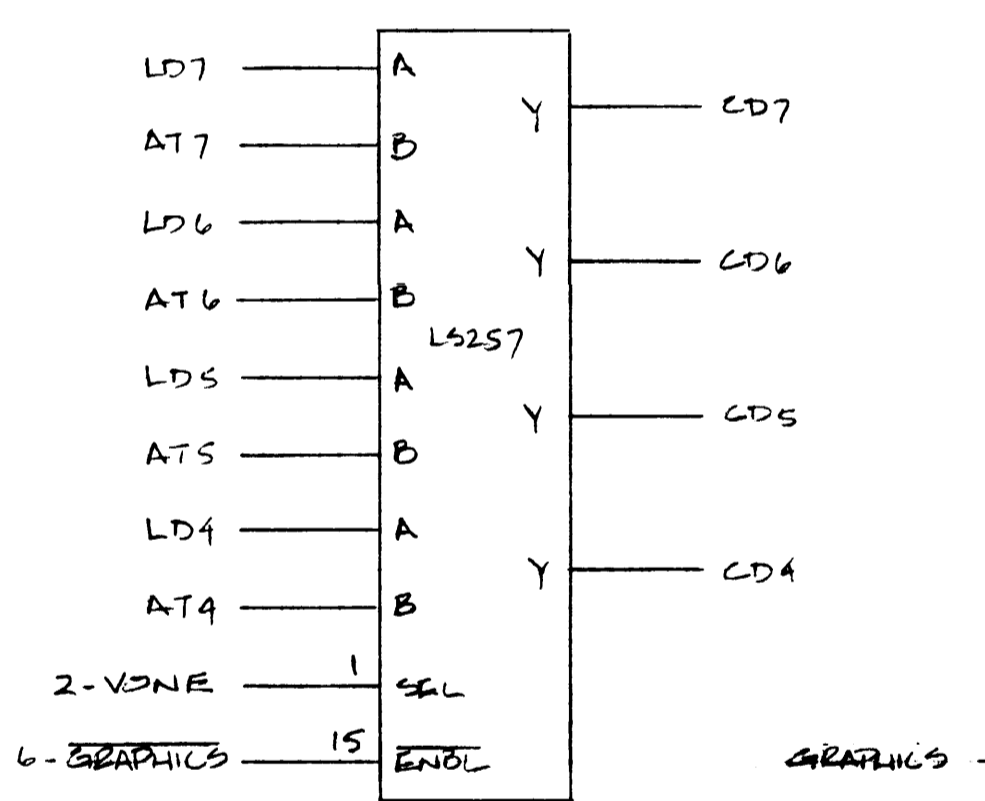 LD7 A
Y CD7
AT7 B
LD6 A
Y CD6
AT6 B
LS257
LD5 A
Y CD5
AT5 B
LD4 A
Y CD4
AT4 B
2-VONE 1 SEL
6-GRAPHICS 15 ENBL GRAPHICS -